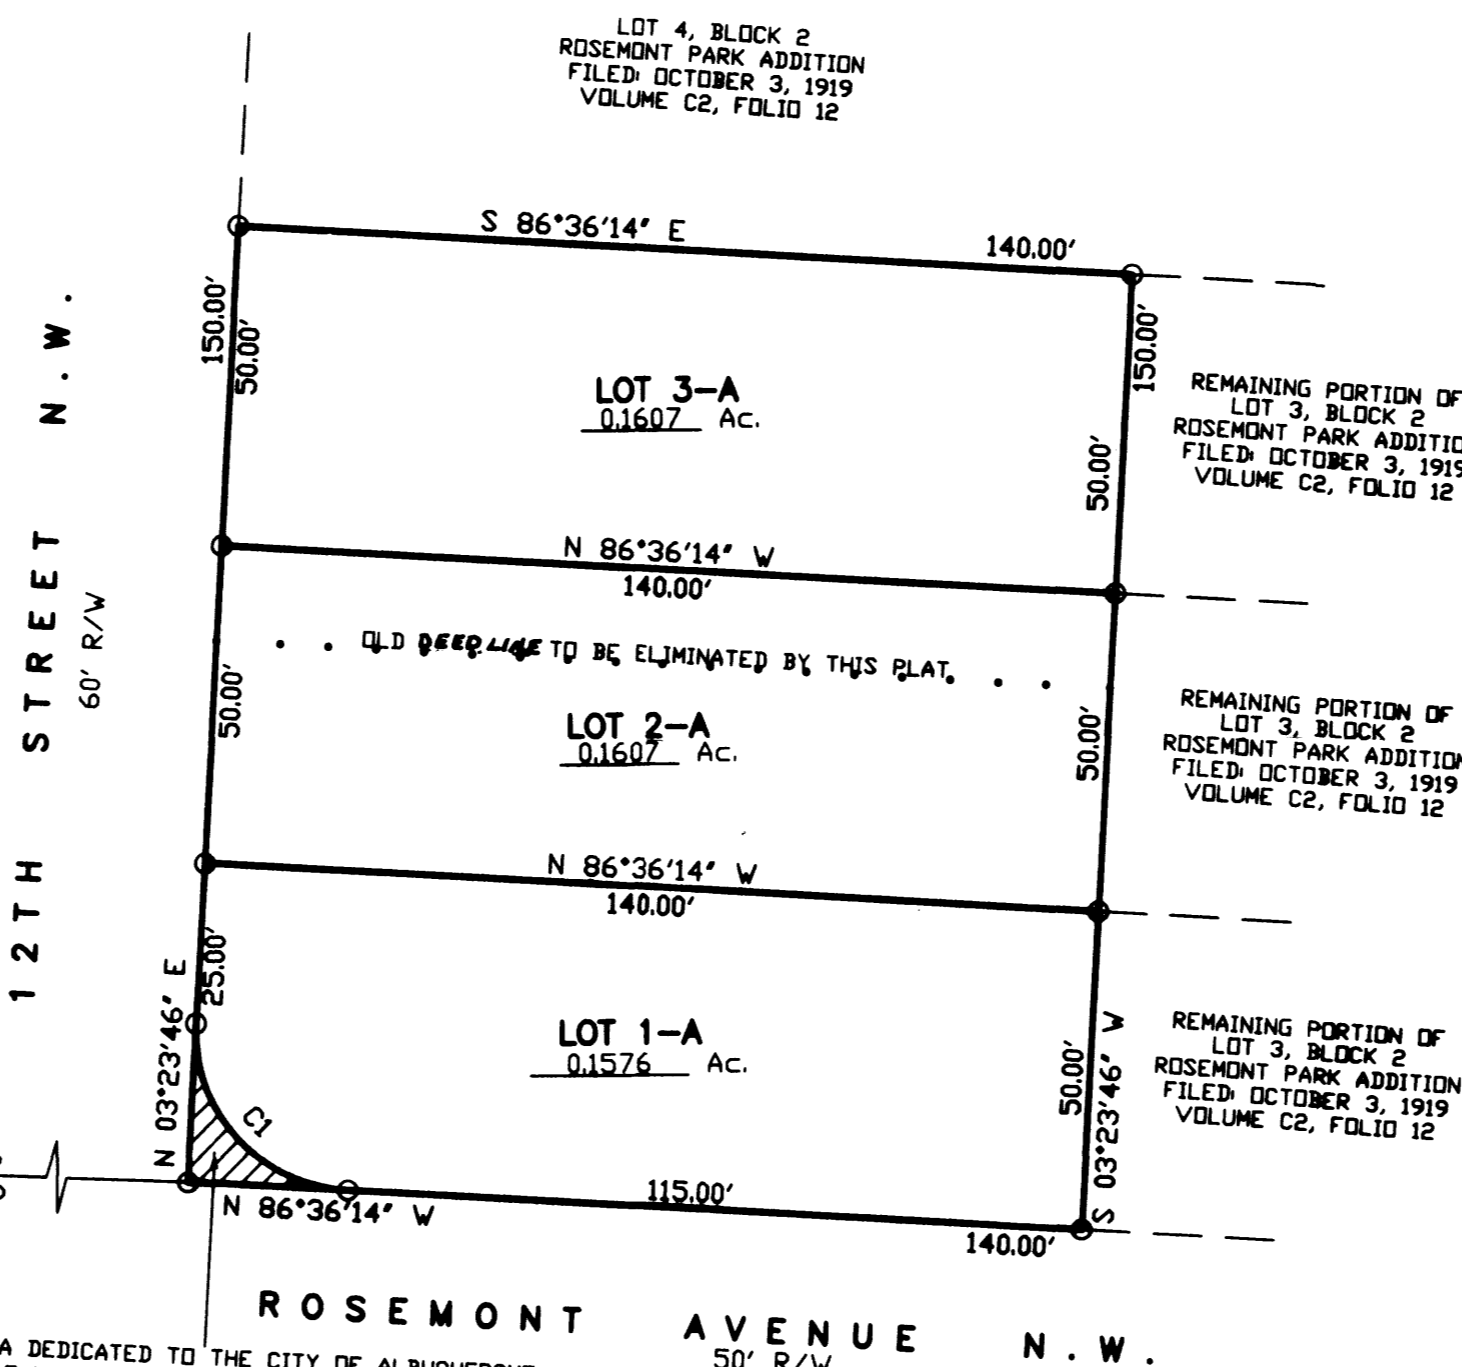 LOT 4, BLOCK 2
ROSEMONT PARK ADDITION
FILED: OCTOBER 3, 1919
VOLUME C2, FOLIO 12
S 86°36'14" E
140.00'
150.00'
50.00'
150.00'
50.00'
LOT 3-A
0.1607 Ac.
REMAINING PORTION OF
LOT 3, BLOCK 2
ROSEMONT PARK ADDITIO
FILED: OCTOBER 3, 1919
VOLUME C2, FOLIO 12
N 86°36'14" W
140.00'
OLD DEED LINE TO BE ELIMINATED BY THIS PLAT.
50.00'
50.00'
LOT 2-A
0.1607 Ac.
REMAINING PORTION OF
LOT 3, BLOCK 2
ROSEMONT PARK ADDITION
FILED: OCTOBER 3, 1919
VOLUME C2, FOLIO 12
12TH STREET N.W.
60' R/W
N 86°36'14" W
140.00'
N 03°23'46" E
25.00'
C1
LOT 1-A
0.1576 Ac.
50.00'
S 03°23'46" W
REMAINING PORTION OF
LOT 3, BLOCK 2
ROSEMONT PARK ADDITION
FILED: OCTOBER 3, 1919
VOLUME C2, FOLIO 12
N 86°36'14" W
115.00'
140.00'
ROSEMONT AVENUE N.W.
50' R/W
A DEDICATED TO THE CITY OF ALBUQUERQUE